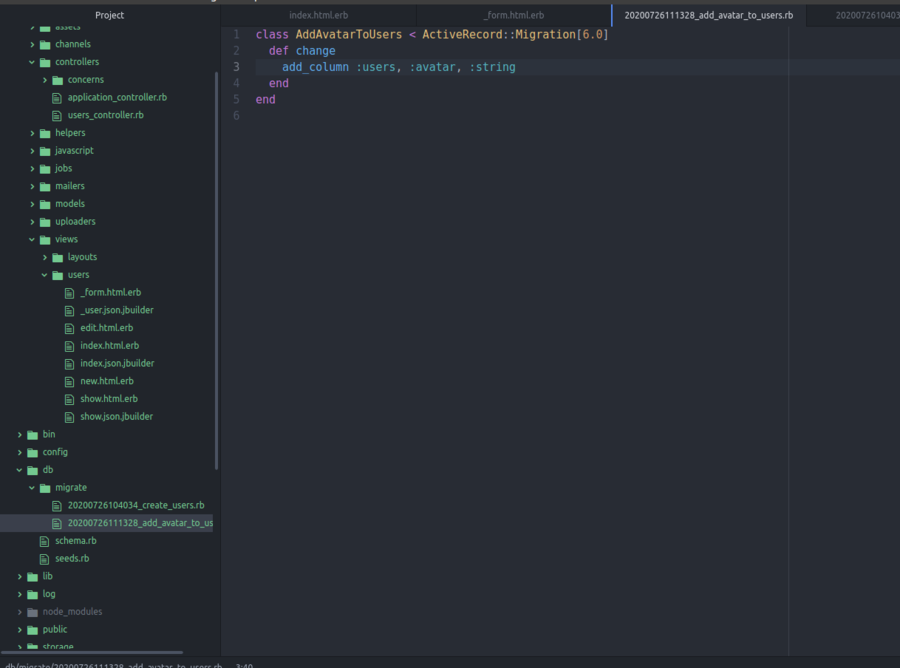 Project
index.html.erb
_form.html.erb
20200726111328_add_avatar_to_users.rb
2020072610403
assets
channels
controllers
concerns
application_controller.rb
users_controller.rb
helpers
javascript
jobs
mailers
models
uploaders
views
layouts
users
_form.html.erb
_user.json.jbuilder
edit.html.erb
index.html.erb
index.json.jbuilder
new.html.erb
show.html.erb
show.json.jbuilder
bin
config
db
migrate
20200726104034_create_users.rb
20200726111328_add_avatar_to_us
schema.rb
seeds.rb
lib
log
node_modules
public
storage
1 class AddAvatarToUsers < ActiveRecord::Migration[6.0]
2 def change
3 add_column :users, :avatar, :string
4 end
5 end
6
db/migrate/20200726111328_add_avatar_to_users.rb 3:40